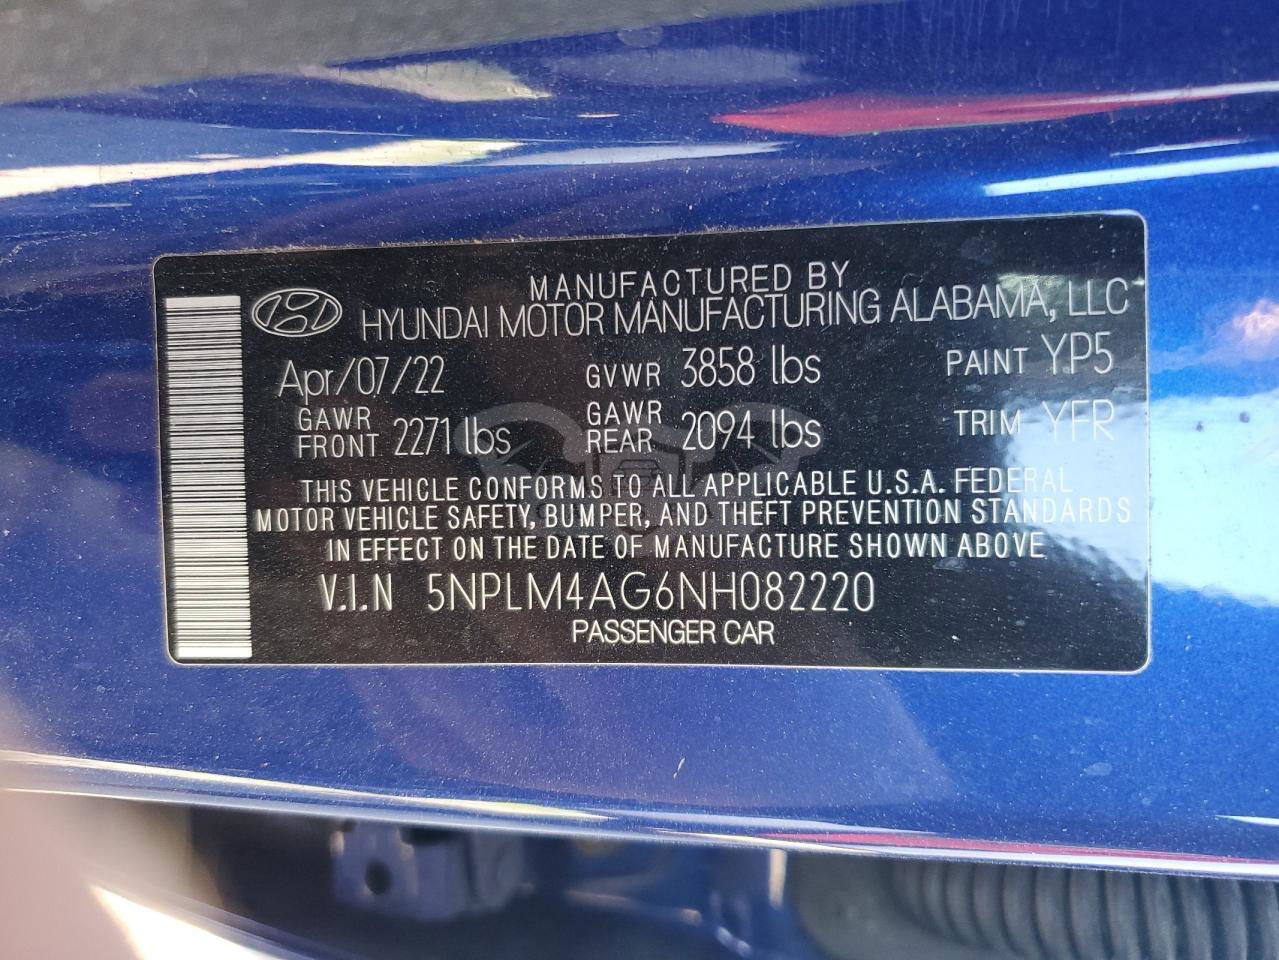 MANUFACTURED BY
HYUNDAI MOTOR MANUFACTURING ALABAMA, LLC
Apr/07/22 GVWR 3858 lbs PAINT YP5
GAWR FRONT 2271 lbs GAWR REAR 2094 lbs TRIM YFR
THIS VEHICLE CONFORMS TO ALL APPLICABLE U.S.A. FEDERAL
MOTOR VEHICLE SAFETY, BUMPER, AND THEFT PREVENTION STANDARDS
IN EFFECT ON THE DATE OF MANUFACTURE SHOWN ABOVE
V.I.N 5NPLM4AG6NH082220
PASSENGER CAR